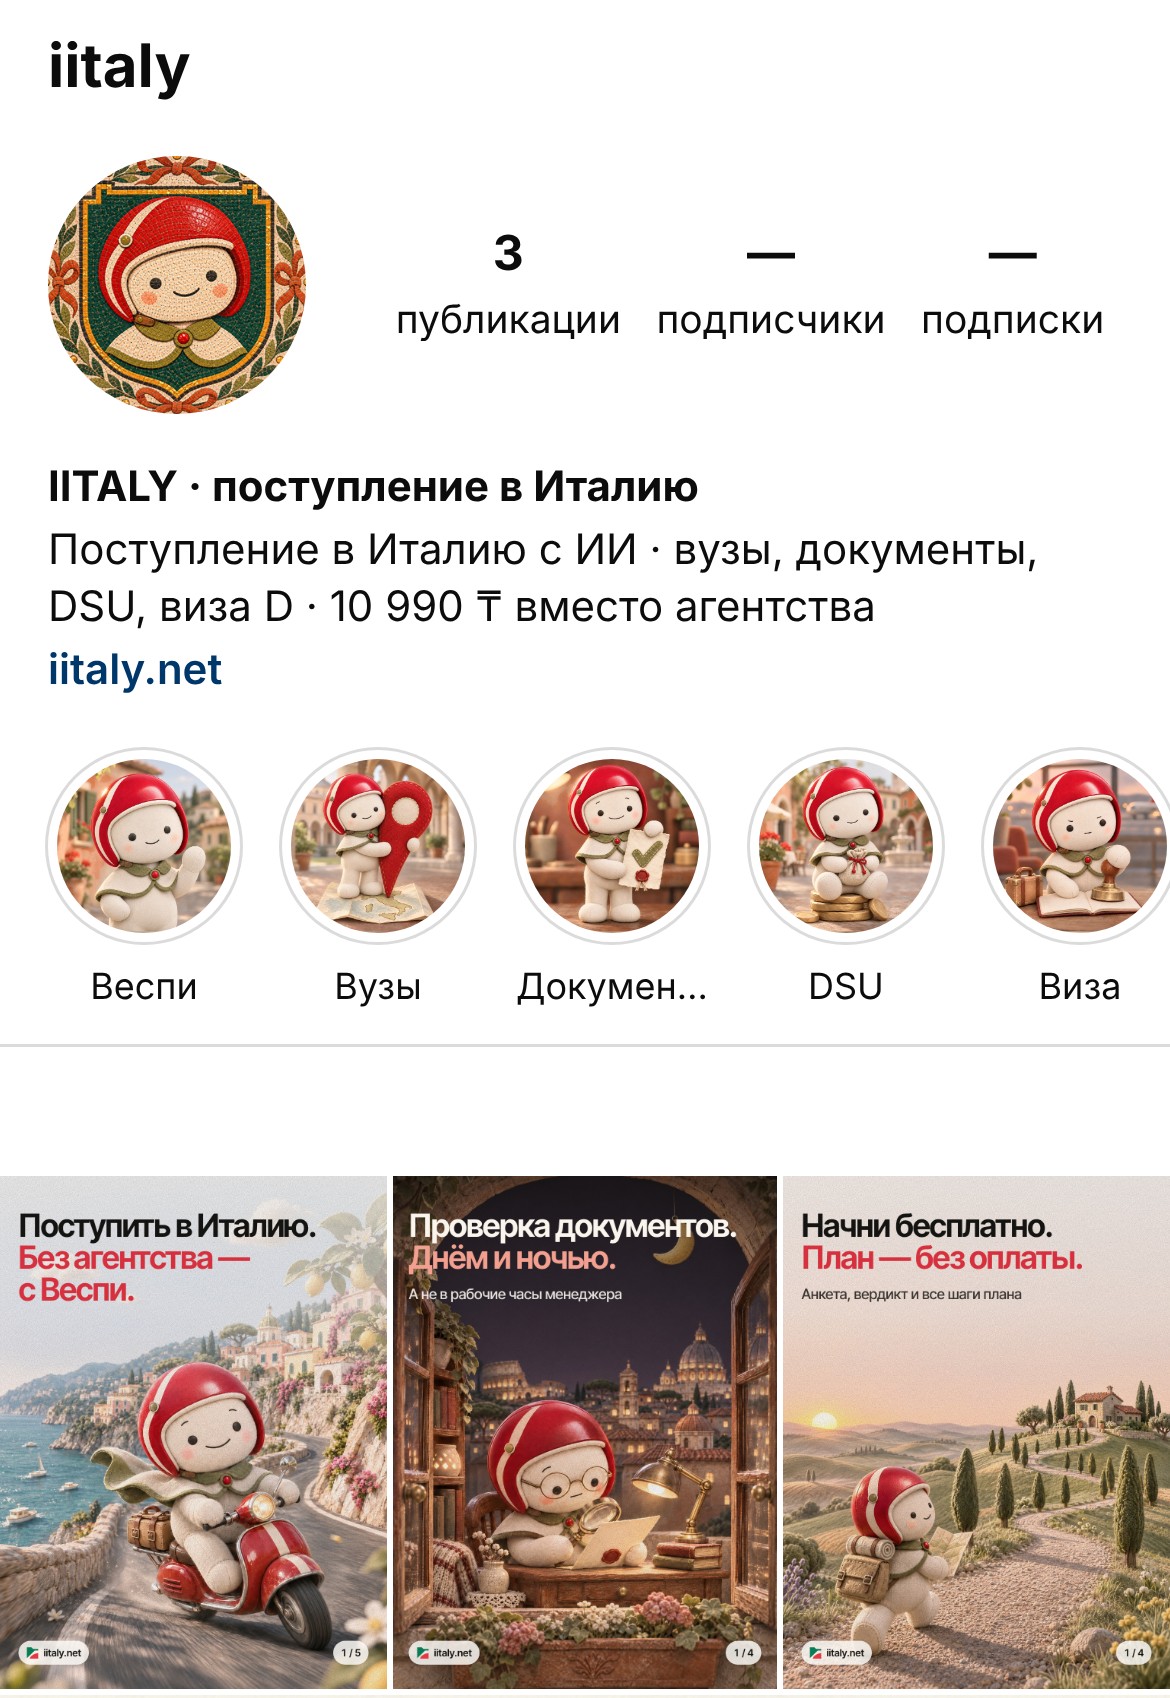 iitaly
3
публикации
—
подписчики
—
подписки
IITALY · поступление в Италию
Поступление в Италию с ИИ · вузы, документы,
DSU, виза D · 10 990 ₸ вместо агентства
iitaly.net
Веспи
Вузы
Докумен...
DSU
Виза
Поступить в Италию.
Без агентства —
с Веспи.
iitaly.net
1 / 5
Проверка документов.
Днём и ночью.
А не в рабочие часы менеджера
iitaly.net
1 / 4
Начни бесплатно.
План — без оплаты.
Анкета, вердикт и все шаги плана
iitaly.net
1 / 4